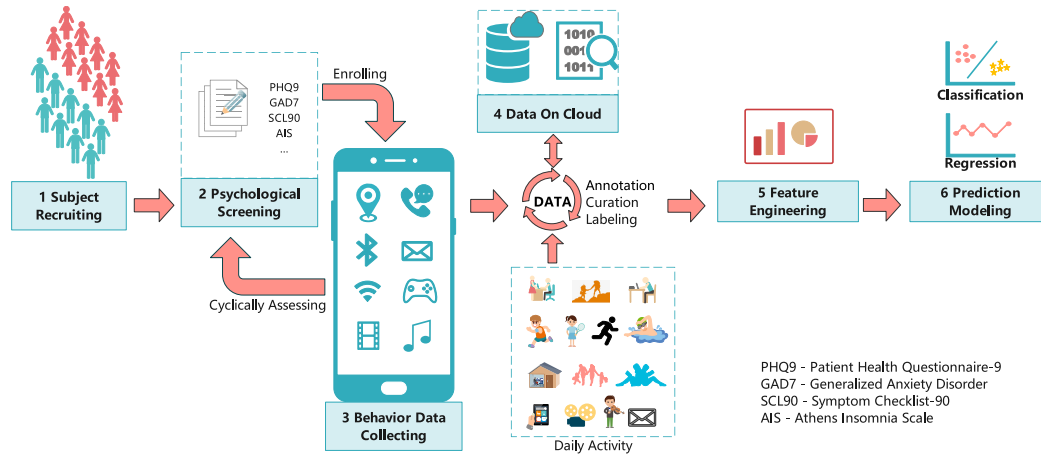 1 Subject
Recruiting
PHQ9
GAD7
SCL90
AIS
...
2 Psychological
Screening
Enrolling
Cyclically Assessing
3 Behavior Data
Collecting
1010
0010
1011
4 Data On Cloud
DATA
Annotation
Curation
Labeling
Daily Activity
5 Feature
Engineering
Classification
Regression
6 Prediction
Modeling
PHQ9 - Patient Health Questionnaire-9
GAD7 - Generalized Anxiety Disorder
SCL90 - Symptom Checklist-90
AIS - Athens Insomnia Scale